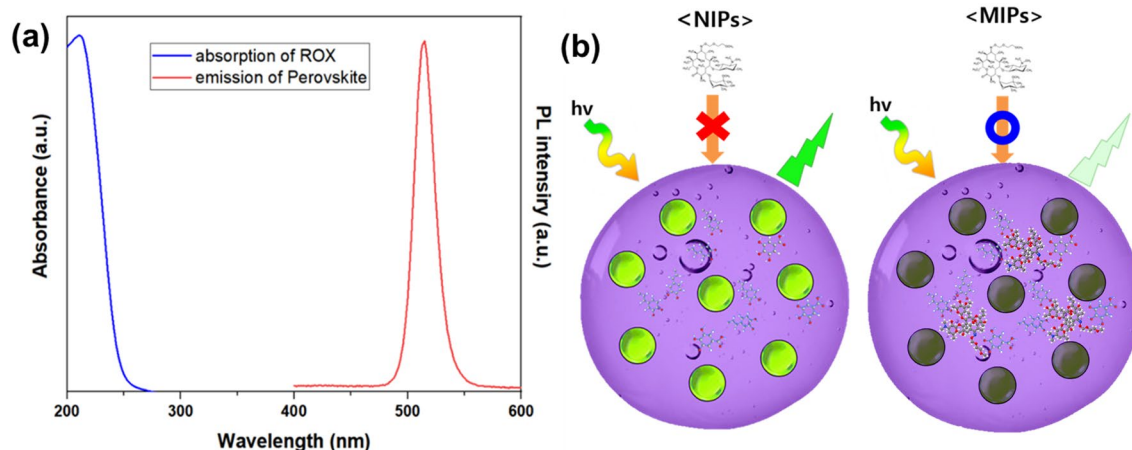 (a)
absorption of ROX
emission of Perovskite
Absorbance (a.u.)
PL intensiry (a.u.)
200 300 400 500 600
Wavelength (nm)
(b)
<NIPs>
hv
<MIPs>
hv